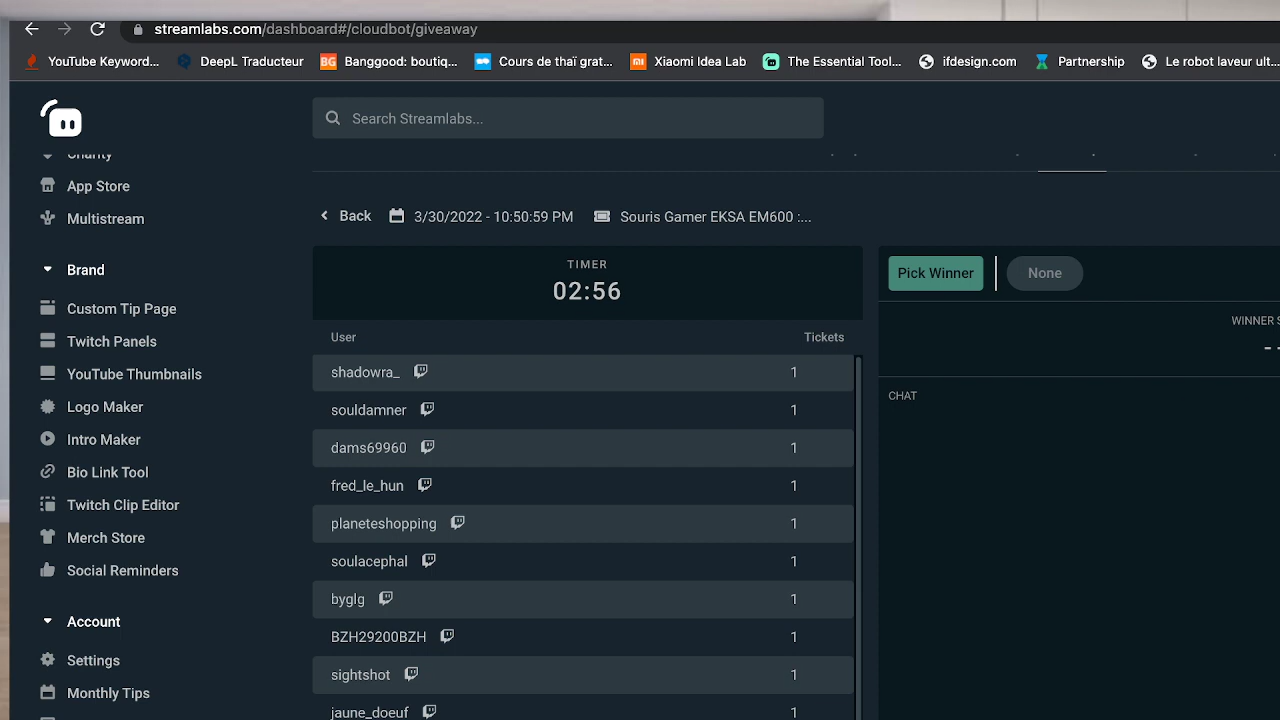 streamlabs.com/dashboard#/cloudbot/giveaway
YouTube Keyword... DeepL Traducteur Banggood: boutiq... Cours de thaï grat... Xiaomi Idea Lab The Essential Tool... ifdesign.com Partnership Le robot laveur ult...
Search Streamlabs...
Charity
App Store
Multistream
Brand
Custom Tip Page
Twitch Panels
YouTube Thumbnails
Logo Maker
Intro Maker
Bio Link Tool
Twitch Clip Editor
Merch Store
Social Reminders
Account
Settings
Monthly Tips
Back 3/30/2022 - 10:50:59 PM Souris Gamer EKSA EM600 :...
TIMER
02:56
User Tickets
shadowra_ 1
souldamner 1
dams69960 1
fred_le_hun 1
planeteshopping 1
soulacephal 1
byglg 1
BZH29200BZH 1
sightshot 1
jaune_doeuf 1
Pick Winner None
WINNER S
--
CHAT